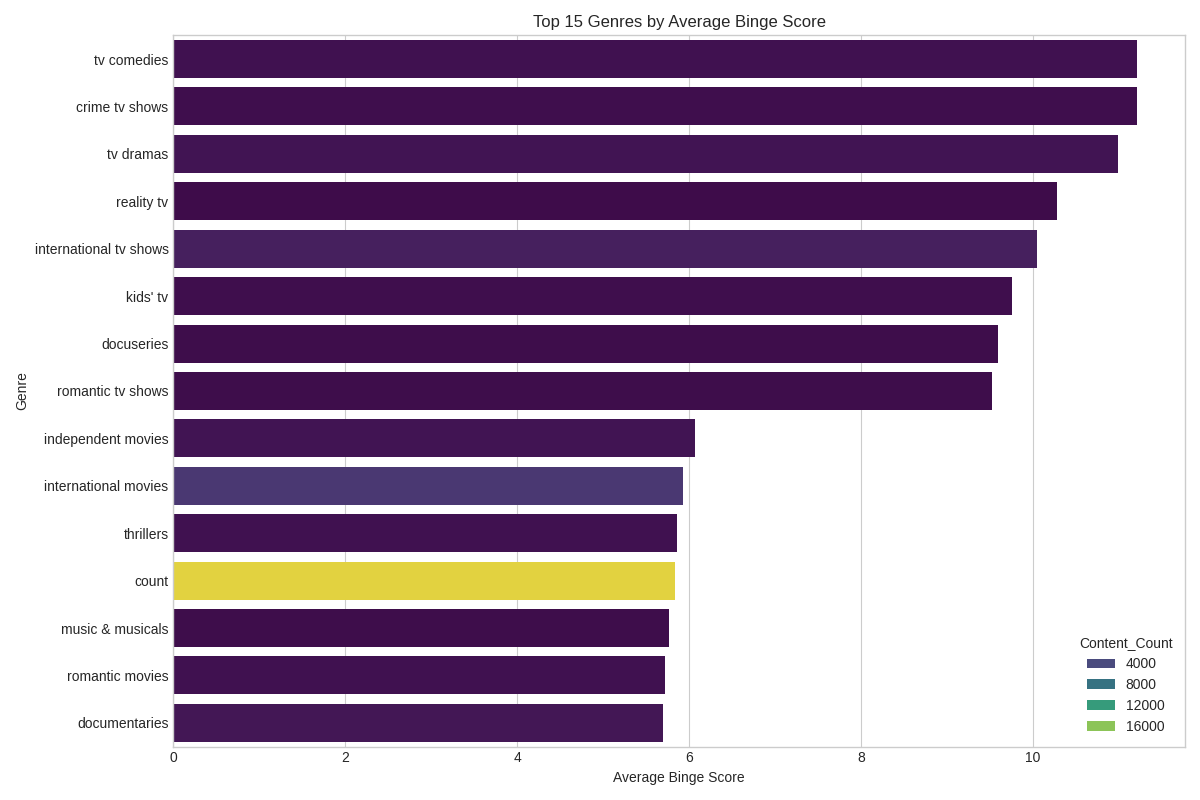 Top 15 Genres by Average Binge Score
tv comedies
crime tv shows
tv dramas
reality tv
international tv shows
kids' tv
docuseries
romantic tv shows
independent movies
international movies
thrillers
count
music & musicals
romantic movies
documentaries
Genre
Content_Count
4000
8000
12000
16000
0 2 4 6 8 10
Average Binge Score